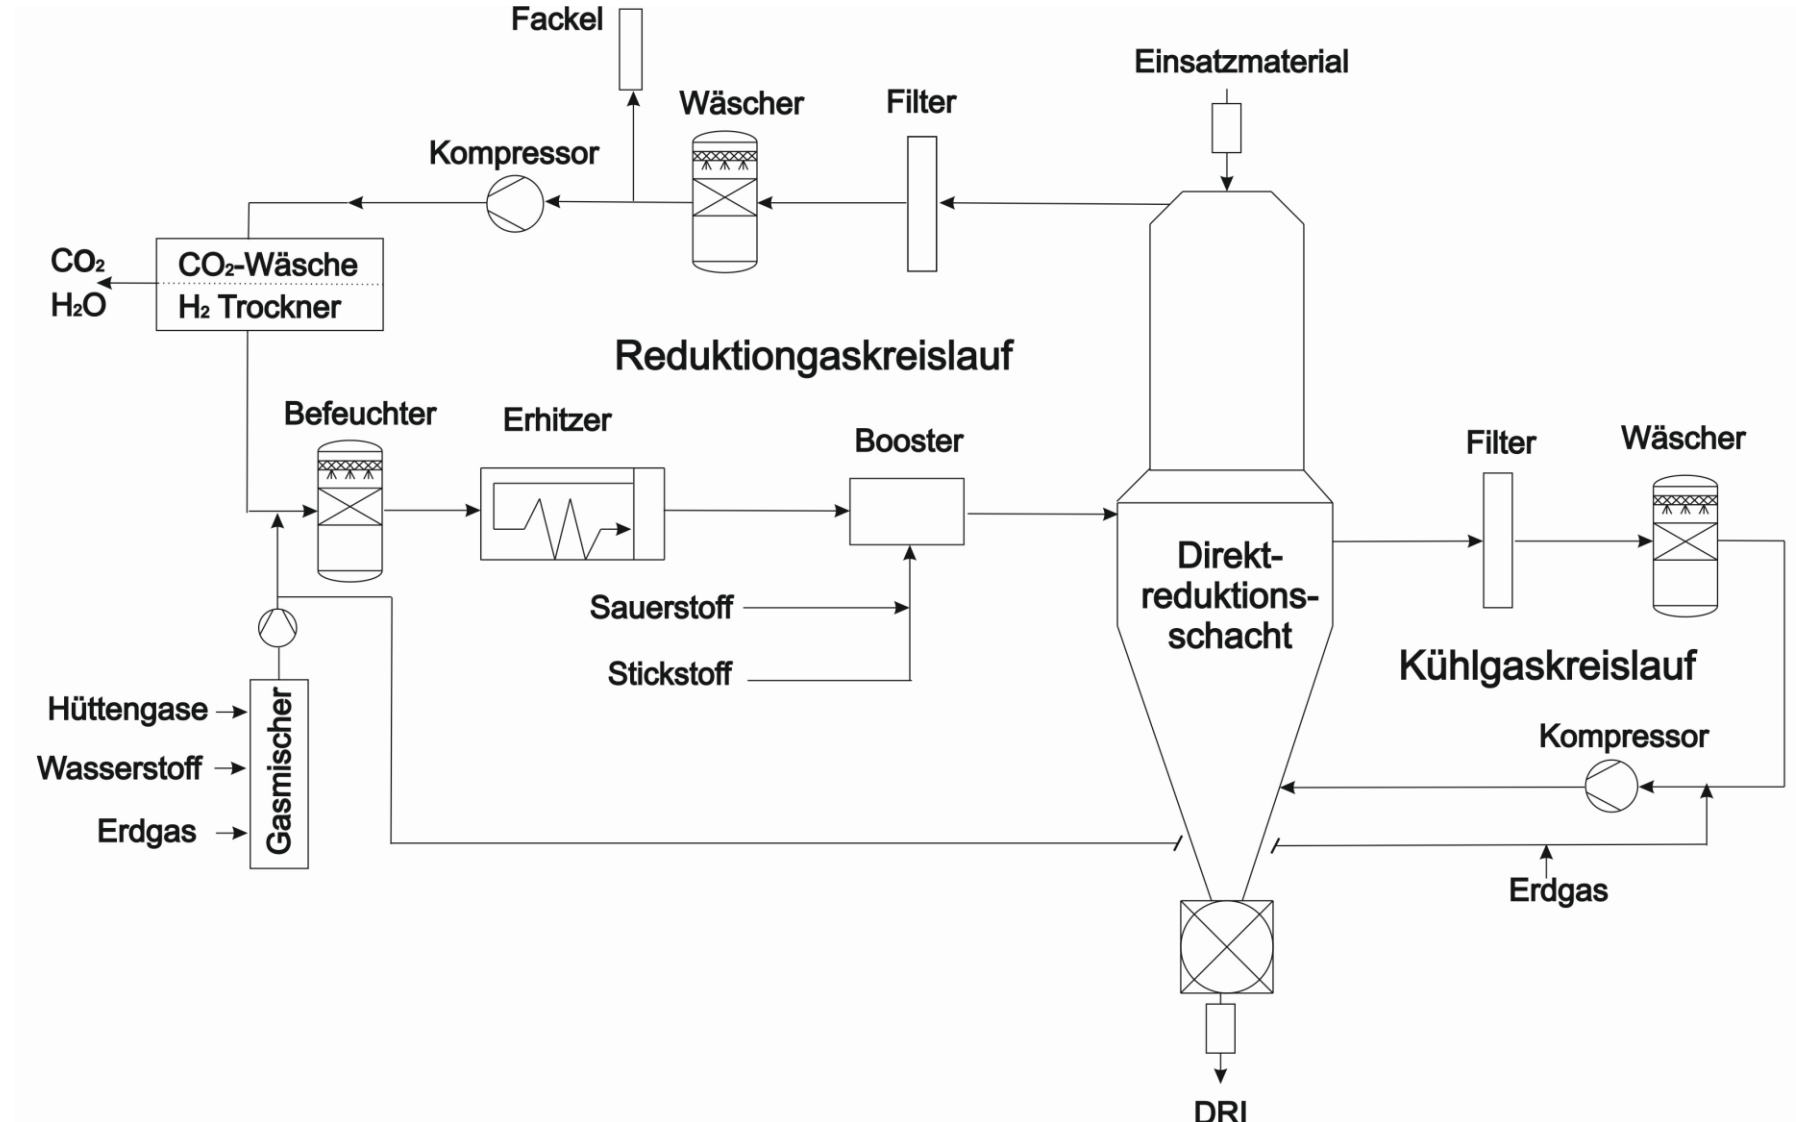 Fackel
Einsatzmaterial
Wäscher
Filter
Kompressor
CO₂
H₂O
CO₂-Wäsche
H₂ Trockner
Reduktiongaskreislauf
Befeuchter
Erhitzer
Booster
Filter
Wäscher
Direkt-
reduktions-
schacht
Sauerstoff
Stickstoff
Kühlgaskreislauf
Hüttengase
Wasserstoff
Erdgas
Gasmischer
Kompressor
Erdgas
DRI